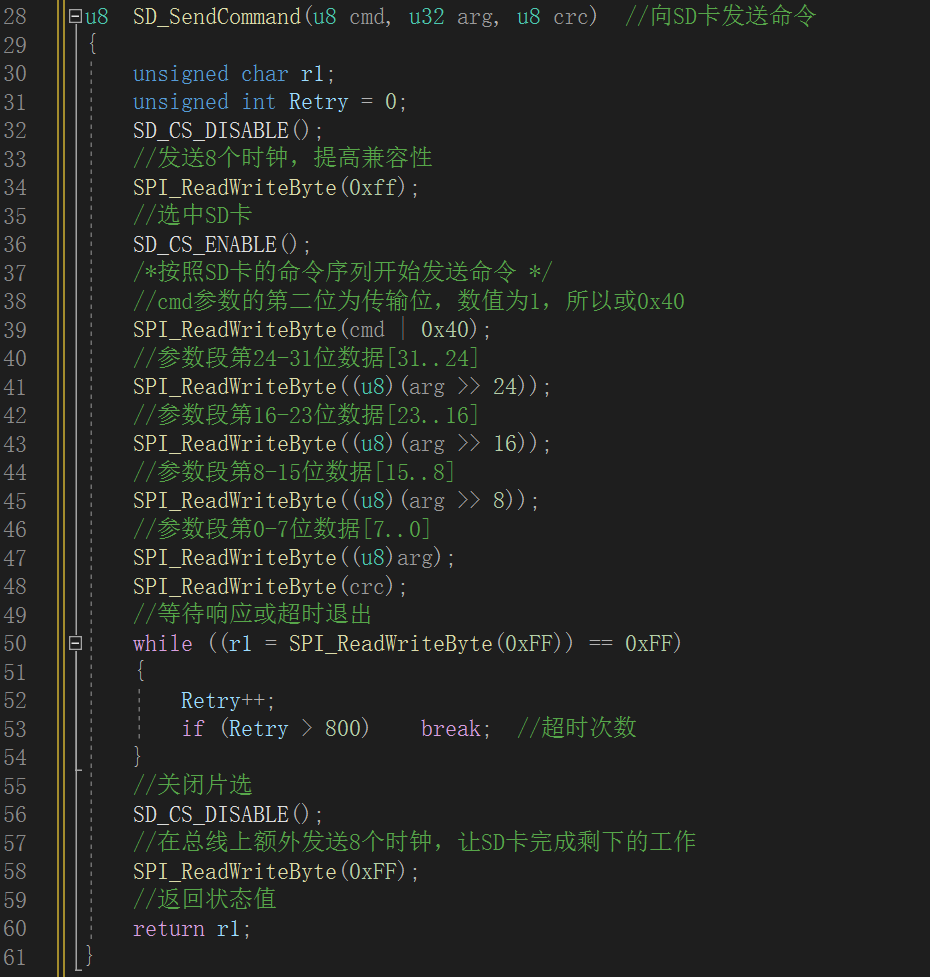 28 u8 SD_SendCommand(u8 cmd, u32 arg, u8 crc) //向SD卡发送命令
29 {
30 unsigned char r1;
31 unsigned int Retry = 0;
32 SD_CS_DISABLE();
33 //发送8个时钟，提高兼容性
34 SPI_ReadWriteByte(0xff);
35 //选中SD卡
36 SD_CS_ENABLE();
37 /*按照SD卡的命令序列开始发送命令 */
38 //cmd参数的第二位为传输位，数值为1，所以或0x40
39 SPI_ReadWriteByte(cmd | 0x40);
40 //参数段第24-31位数据[31..24]
41 SPI_ReadWriteByte((u8)(arg >> 24));
42 //参数段第16-23位数据[23..16]
43 SPI_ReadWriteByte((u8)(arg >> 16));
44 //参数段第8-15位数据[15..8]
45 SPI_ReadWriteByte((u8)(arg >> 8));
46 //参数段第0-7位数据[7..0]
47 SPI_ReadWriteByte((u8)arg);
48 SPI_ReadWriteByte(crc);
49 //等待响应或超时退出
50 while ((r1 = SPI_ReadWriteByte(0xFF)) == 0xFF)
51 {
52 Retry++;
53 if (Retry > 800) break; //超时次数
54 }
55 //关闭片选
56 SD_CS_DISABLE();
57 //在总线上额外发送8个时钟，让SD卡完成剩下的工作
58 SPI_ReadWriteByte(0xFF);
59 //返回状态值
60 return r1;
61 }